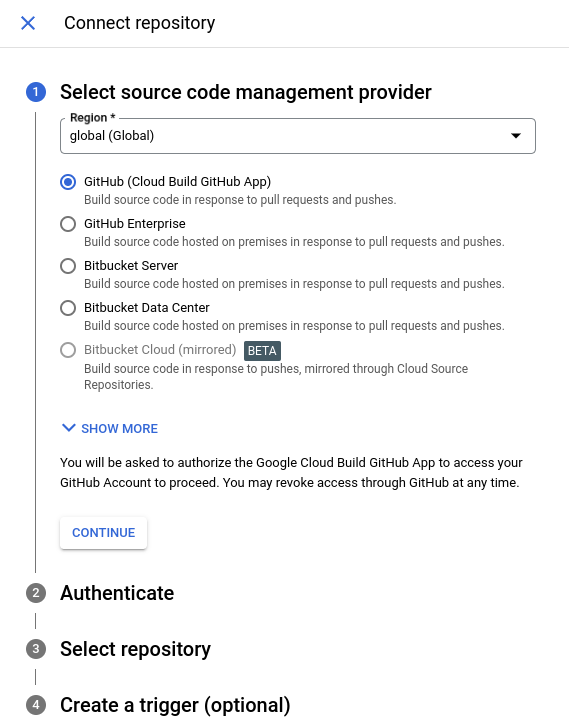 Connect repository
1 Select source code management provider
Region *
global (Global)
GitHub (Cloud Build GitHub App)
Build source code in response to pull requests and pushes.
GitHub Enterprise
Build source code hosted on premises in response to pull requests and pushes.
Bitbucket Server
Build source code hosted on premises in response to pull requests and pushes.
Bitbucket Data Center
Build source code hosted on premises in response to pull requests and pushes.
Bitbucket Cloud (mirrored) BETA
Build source code in response to pushes, mirrored through Cloud Source
Repositories.
SHOW MORE
You will be asked to authorize the Google Cloud Build GitHub App to access your
GitHub Account to proceed. You may revoke access through GitHub at any time.
CONTINUE
2 Authenticate
3 Select repository
4 Create a trigger (optional)